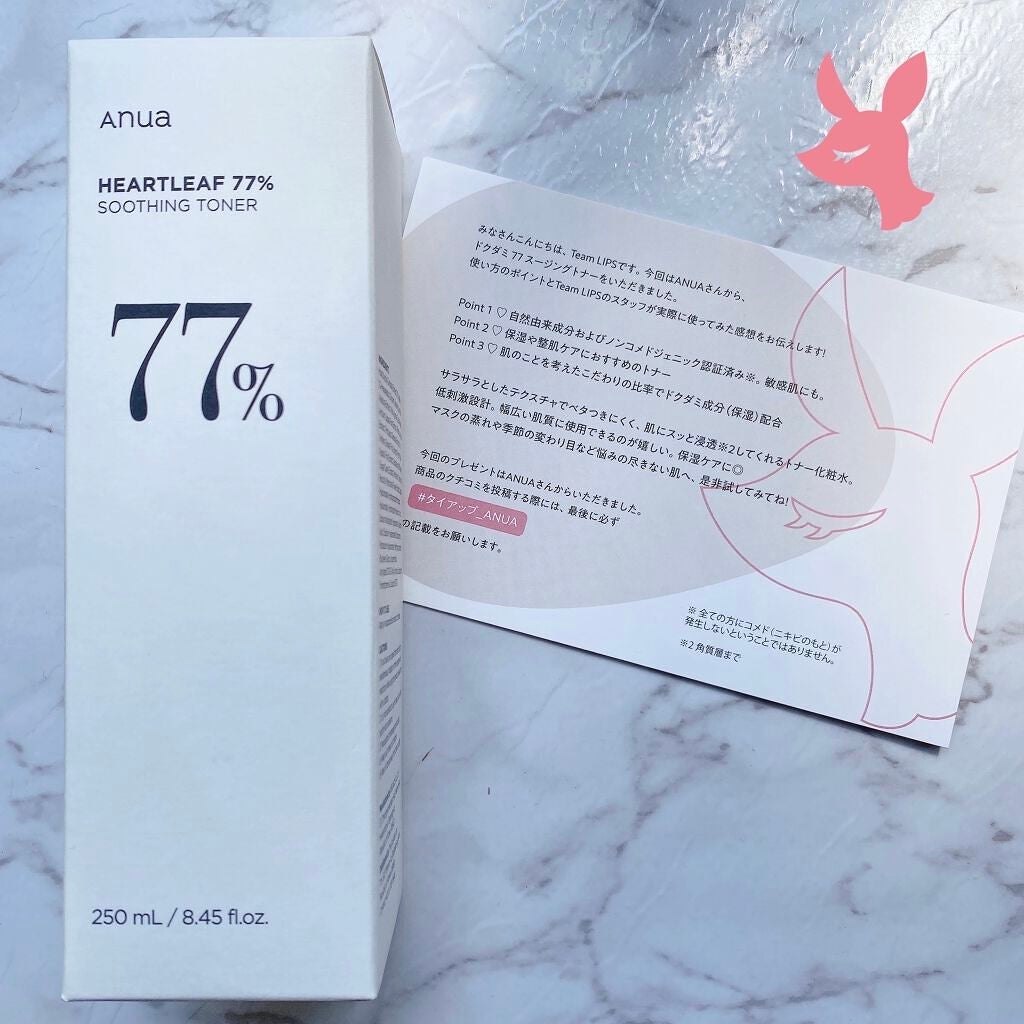 Anua
HEARTLEAF 77%
SOOTHING TONER
77%
250 mL / 8.45 fl.oz.
みなさんこんにちは、Team LIPSです。今回はANUAさんから、
ドクダミ 77 スージングトナーをいただきました。
使い方のポイントとTeam LIPSのスタッフが実際に使ってみた感想をお伝えします!
Point 1 ♡ 自然由来成分およびノンコメドジェニック認証済み※。敏感肌にも。
Point 2 ♡ 保湿や整肌ケアにおすすめのトナー
Point 3 ♡ 肌のことを考えたこだわりの比率でドクダミ成分(保湿)配合
サラサラとしたテクスチャでベタつきにくく、肌にスッと浸透※2してくれるトナー化粧水。
低刺激設計。幅広い肌質に使用できるのが嬉しい。保湿ケアに◎
マスクの蒸れや季節の変わり目など悩みの尽きない肌へ、是非試してみてね!
今回のプレゼントはANUAさんからいただきました。
商品のクチコミを投稿する際には、最後に必ず
#タイアップ_ANUA
の記載をお願いします。
※ 全ての方にコメド(ニキビのもと)が
発生しないということではありません。
※2 角質層まで